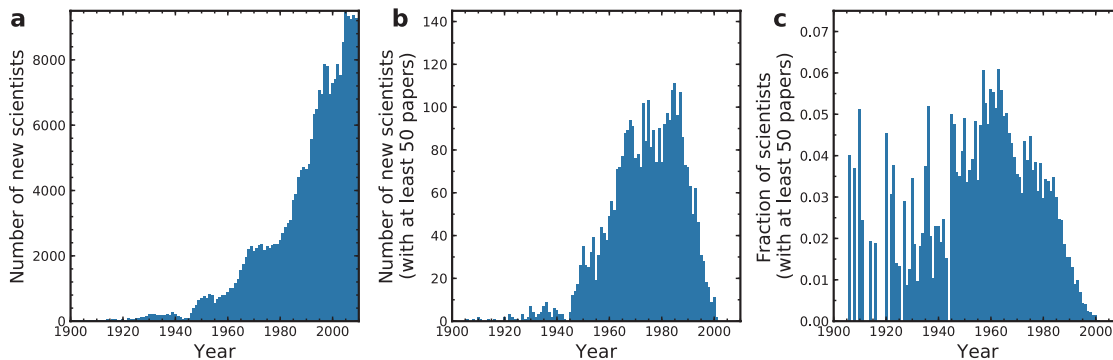 a
Number of new scientists
8000
6000
4000
2000
0
1900 1920 1940 1960 1980 2000
Year
b
Number of new scientists
(with at least 50 papers)
140
120
100
80
60
40
20
0
1900 1920 1940 1960 1980 2000
Year
c
Fraction of scientists
(with at least 50 papers)
0.07
0.06
0.05
0.04
0.03
0.02
0.01
0.00
1900 1920 1940 1960 1980 2000
Year